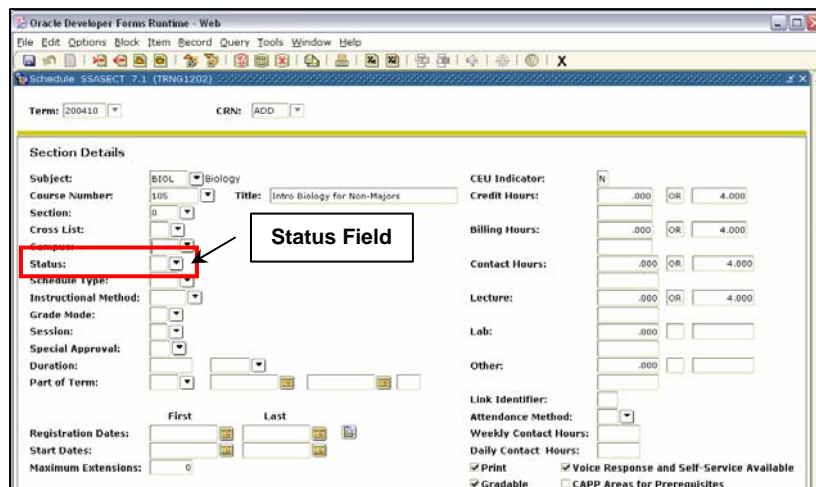 Oracle Developer Forms Runtime - Web
File Edit Options Block Item Record Query Tools Window Help
Schedule SSASECT 7.1 (TRNG1202)
Term: 200410 CRN: ADD
Section Details
Subject: BIOL Biology CEU Indicator: N
Course Number: 105 Title: Intro Biology for Non-Majors Credit Hours: .000 OR 4.000
Section: 0
Cross List: Billing Hours: .000 OR 4.000
Campus:
Status Field
Status: Contact Hours: .000 OR 4.000
Schedule Type:
Instructional Method: Lecture: .000 OR 4.000
Grade Mode:
Session: Lab: .000
Special Approval:
Duration: Other: .000
Part of Term:
Link Identifier:
First Last Attendance Method:
Registration Dates: Weekly Contact Hours:
Start Dates: Daily Contact Hours:
Maximum Extensions: 0 Print Voice Response and Self-Service Available
Gradable CAPP Areas for Prerequisites